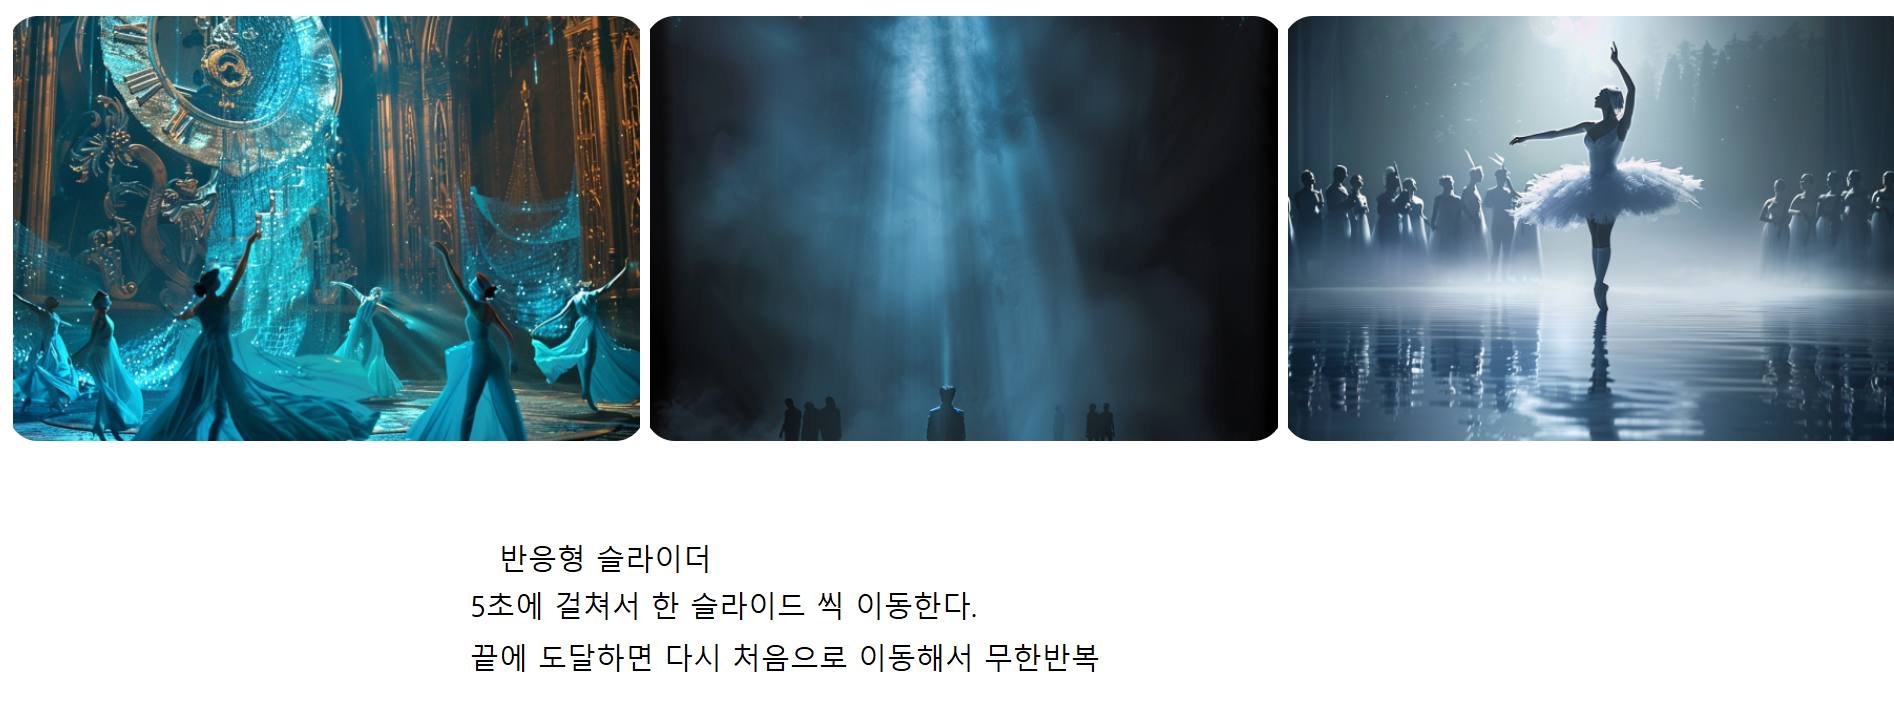 반응형 슬라이더
5초에 걸쳐서 한 슬라이드 씩 이동한다.
끝에 도달하면 다시 처음으로 이동해서 무한반복